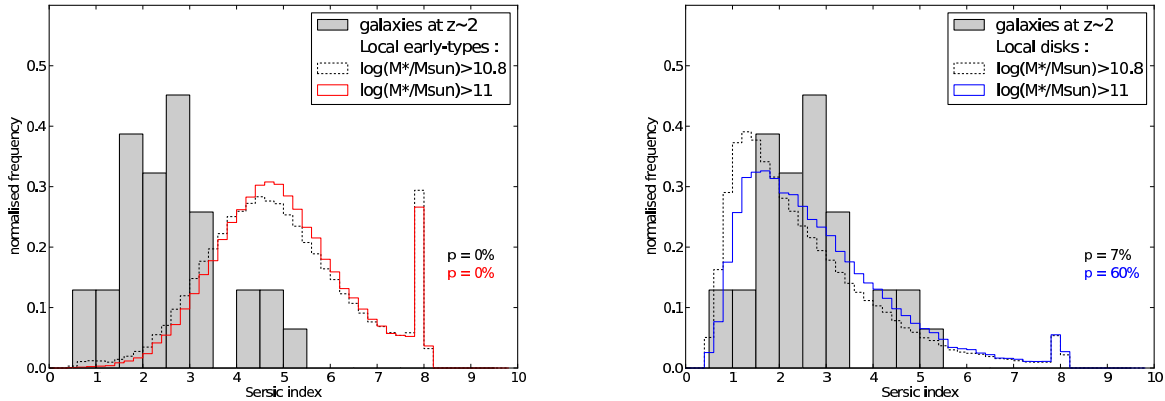 galaxies at z~2
Local early-types :
log(M*/Msun)>10.8
log(M*/Msun)>11
normalised frequency
0.5
0.4
0.3
0.2
0.1
0.0
p = 0%
p = 0%
0 1 2 3 4 5 6 7 8 9 10
Sersic index
galaxies at z~2
Local disks :
log(M*/Msun)>10.8
log(M*/Msun)>11
normalised frequency
0.5
0.4
0.3
0.2
0.1
0.0
p = 7%
p = 60%
0 1 2 3 4 5 6 7 8 9 10
Sersic index